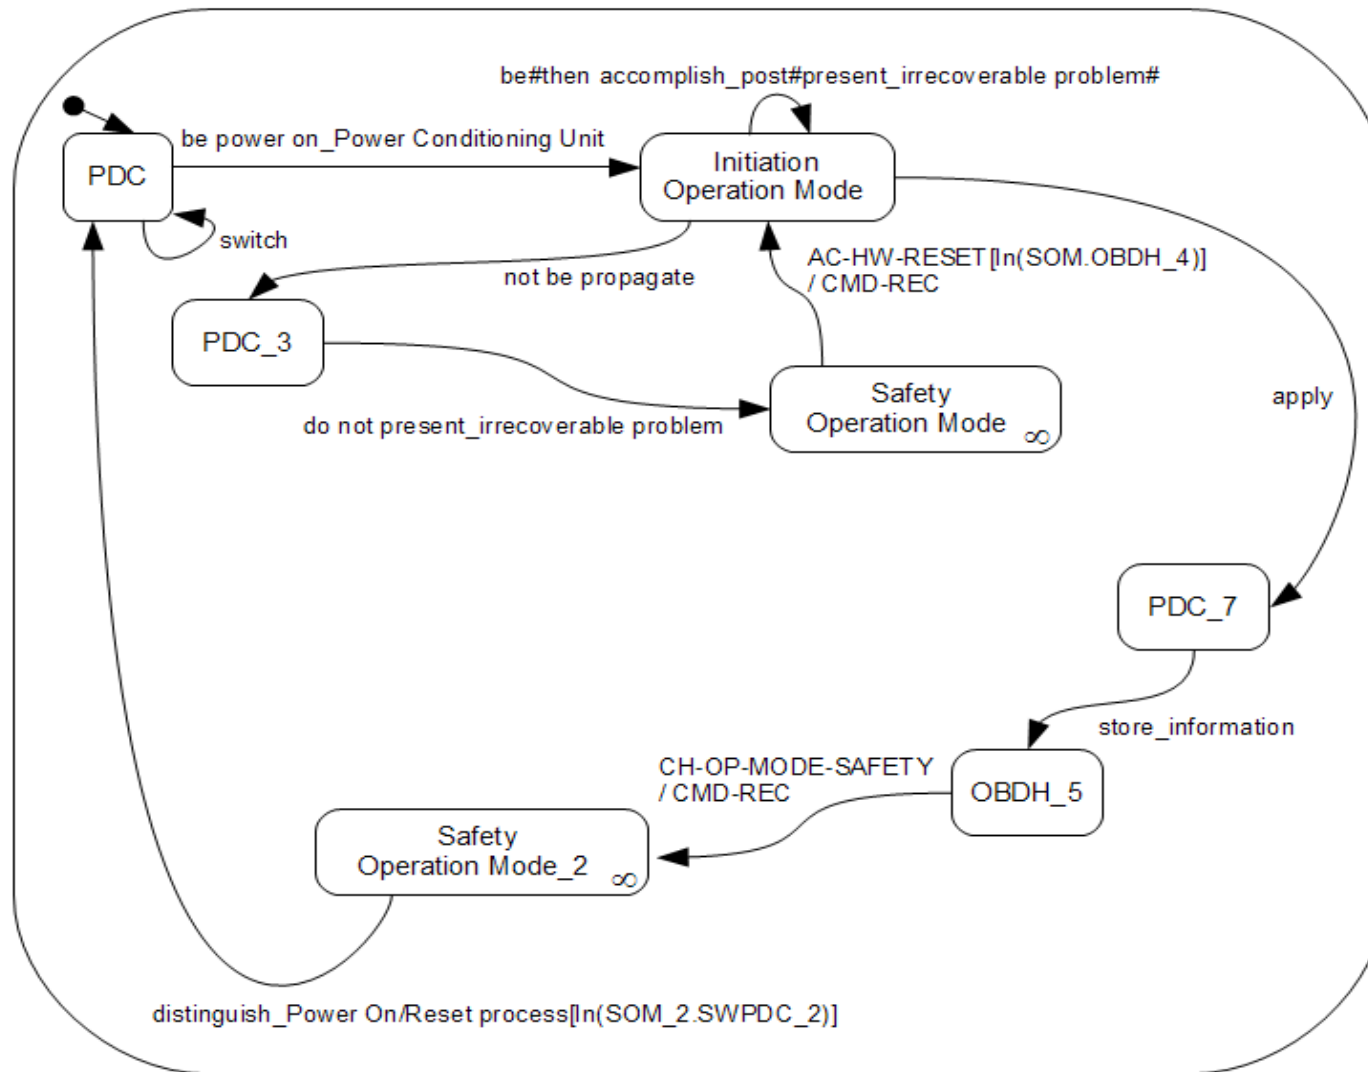 be#then accomplish_post#present_irrecoverable problem#
be power on_Power Conditioning Unit
PDC
Initiation
Operation Mode
switch
not be propagate
AC-HW-RESET[In(SOM.OBDH_4)]
/ CMD-REC
PDC_3
Safety
Operation Mode
∞
apply
do not present_irrecoverable problem
PDC_7
store_information
CH-OP-MODE-SAFETY
/ CMD-REC
OBDH_5
Safety
Operation Mode_2
∞
distinguish_Power On/Reset process[In(SOM_2.SWPDC_2)]